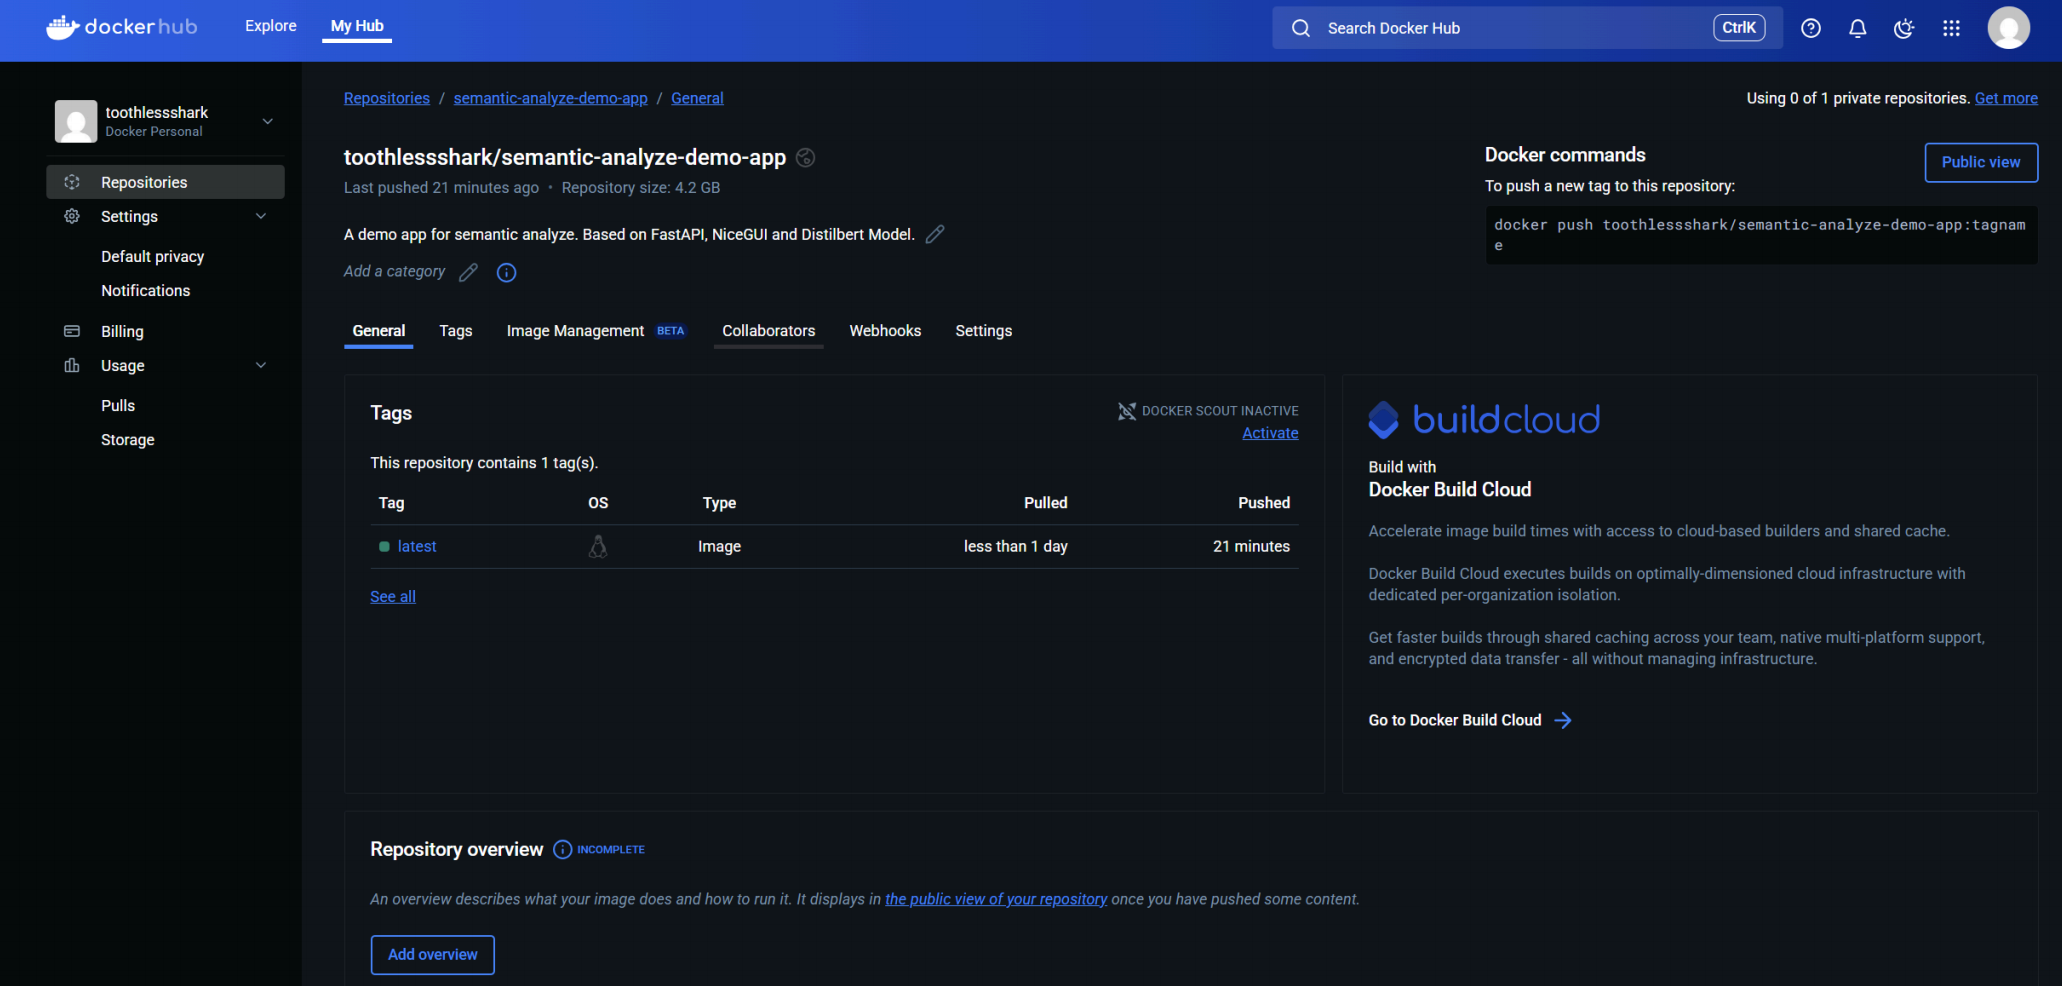 dockerhub
Explore
My Hub
Search Docker Hub
CtrlK
toothlessshark
Docker Personal
Repositories
Settings
Default privacy
Notifications
Billing
Usage
Pulls
Storage
Repositories / semantic-analyze-demo-app / General
Using 0 of 1 private repositories. Get more
toothlessshark/semantic-analyze-demo-app
Last pushed 21 minutes ago • Repository size: 4.2 GB
A demo app for semantic analyze. Based on FastAPI, NiceGUI and Distilbert Model.
Add a category
Docker commands
Public view
To push a new tag to this repository:
docker push toothlessshark/semantic-analyze-demo-app:tagnam
e
General
Tags
Image Management BETA
Collaborators
Webhooks
Settings
Tags
DOCKER SCOUT INACTIVE
Activate
This repository contains 1 tag(s).
Tag OS Type Pulled Pushed
latest Image less than 1 day 21 minutes
See all
buildcloud
Build with
Docker Build Cloud
Accelerate image build times with access to cloud-based builders and shared cache.
Docker Build Cloud executes builds on optimally-dimensioned cloud infrastructure with
dedicated per-organization isolation.
Get faster builds through shared caching across your team, native multi-platform support,
and encrypted data transfer - all without managing infrastructure.
Go to Docker Build Cloud
Repository overview INCOMPLETE
An overview describes what your image does and how to run it. It displays in the public view of your repository once you have pushed some content.
Add overview